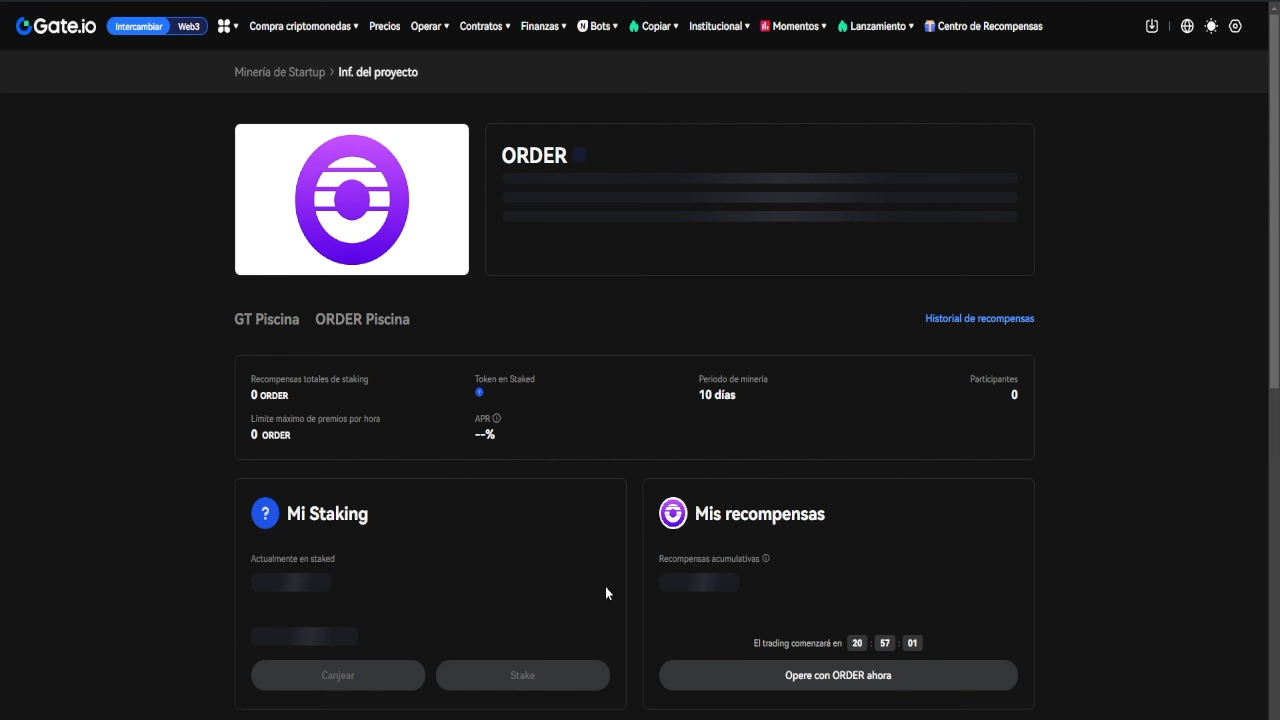 Gate.io Intercambiar Web3 Compra criptomonedas Precios Operar Contratos Finanzas N Bots Copiar Institucional Momentos Lanzamiento Centro de Recompensas
Minería de Startup > Inf. del proyecto
ORDER
GT Piscina ORDER Piscina Historial de recompensas
Recompensas totales de staking Token en Staked Periodo de minería Participantes
0 ORDER ? 10 días 0
Límite máximo de premios por hora APR
0 ORDER --%
? Mi Staking
Actualmente en staked
Canjear Stake
Mis recompensas
Recompensas acumulativas
El trading comenzará en 20 : 57 : 01
Opere con ORDER ahora